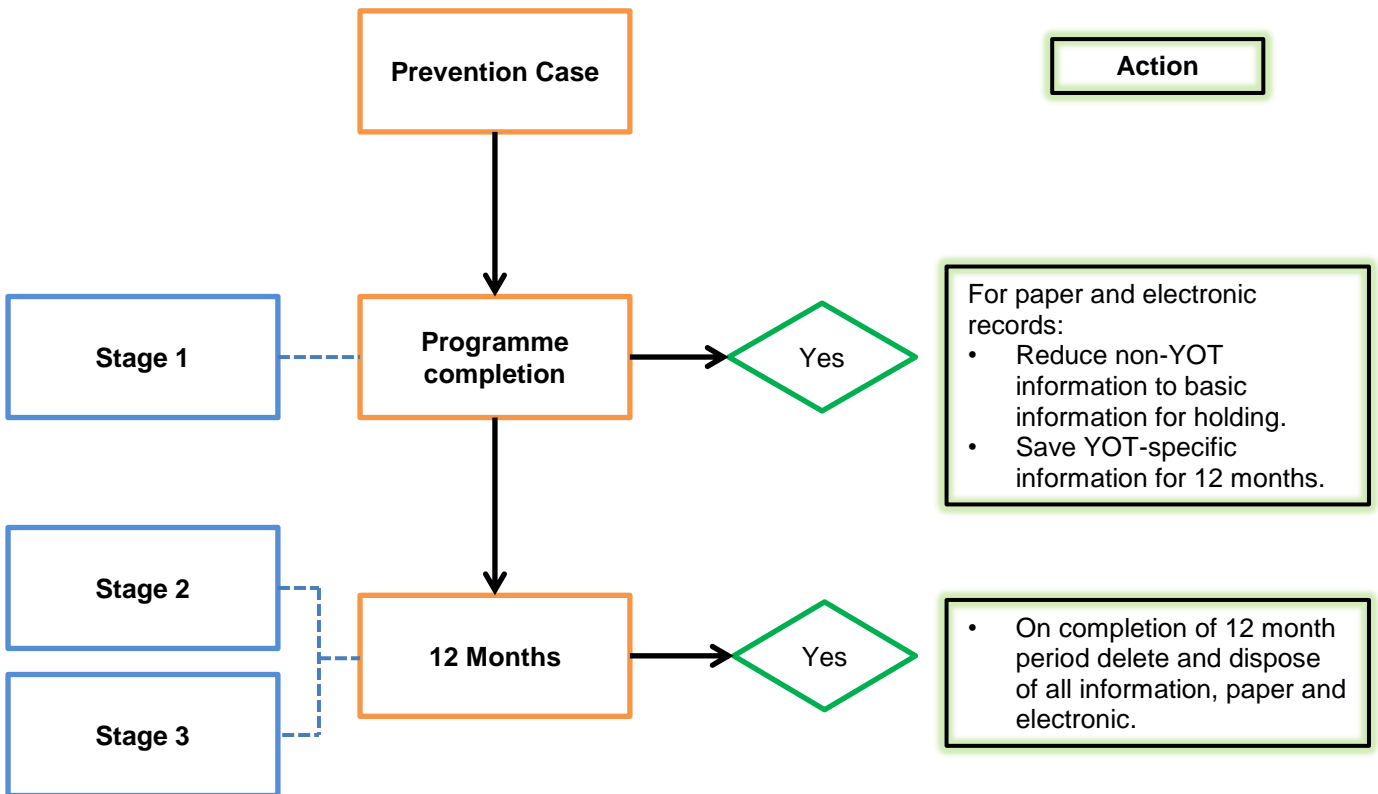 Prevention Case
Action
Stage 1
Programme
completion
Yes
For paper and electronic
records:
• Reduce non-YOT
information to basic
information for holding.
• Save YOT-specific
information for 12 months.
Stage 2
Stage 3
12 Months
Yes
• On completion of 12 month
period delete and dispose
of all information, paper and
electronic.